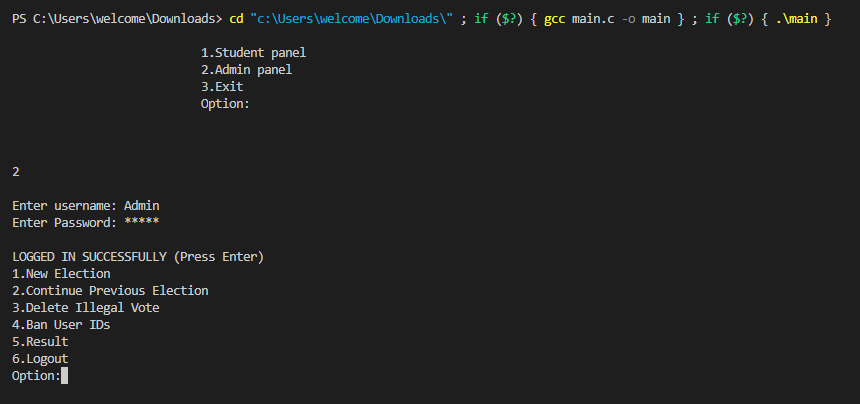 PS C:\Users\welcome\Downloads> cd "c:\Users\welcome\Downloads\" ; if ($?) { gcc main.c -o main } ; if ($?) { .\main }
1.Student panel
2.Admin panel
3.Exit
Option:
2
Enter username: Admin
Enter Password: *****
LOGGED IN SUCCESSFULLY (Press Enter)
1.New Election
2.Continue Previous Election
3.Delete Illegal Vote
4.Ban User IDs
5.Result
6.Logout
Option: